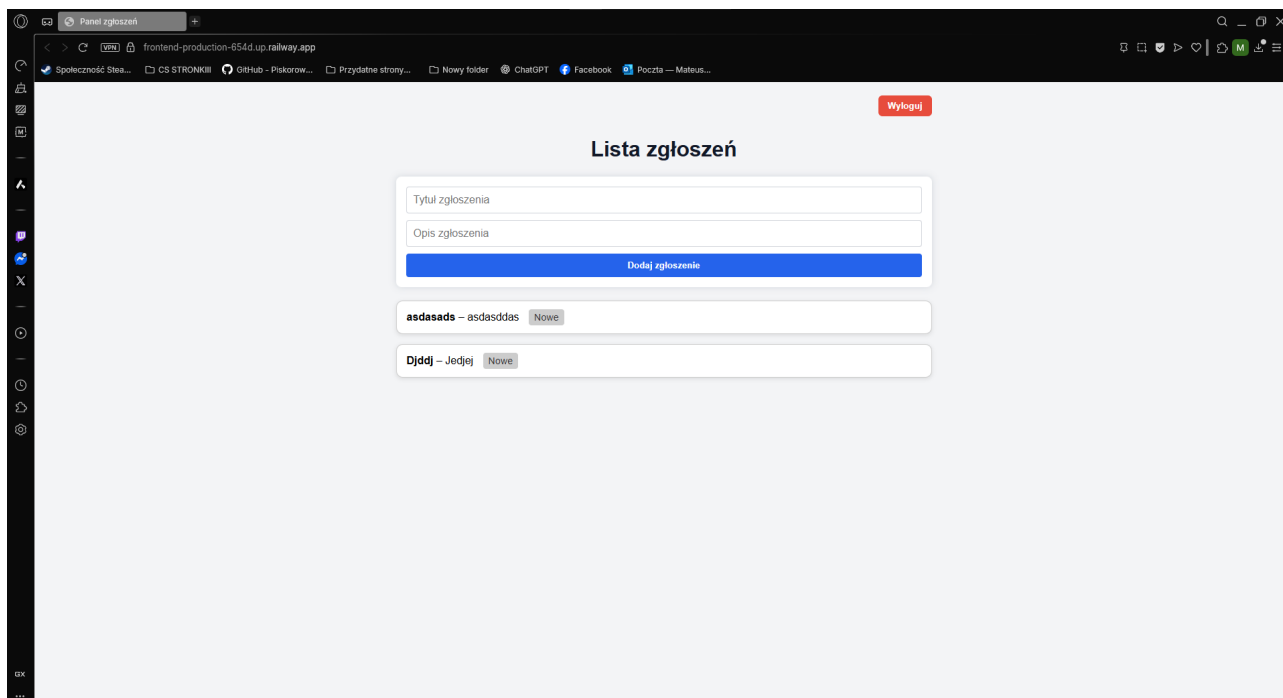 Panel zgłoszeń
VPN frontend-production-654d.up.railway.app
M
Społeczność Stea... CS STRONKIII GitHub - Piskorow... Przydatne strony... Nowy folder ChatGPT Facebook Poczta — Mateus...
Wyloguj
Lista zgłoszeń
Tytuł zgłoszenia
Opis zgłoszenia
Dodaj zgłoszenie
asdasads – asdasddas Nowe
Djddj – Jedjej Nowe
GX